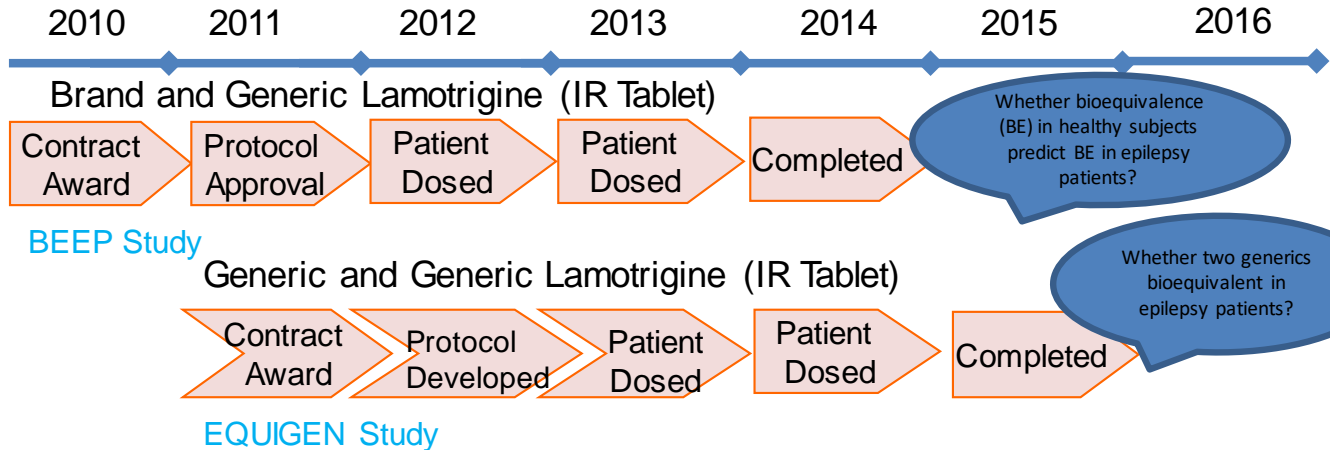 2010 2011 2012 2013 2014 2015 2016
Brand and Generic Lamotrigine (IR Tablet)
Contract
Award
Protocol
Approval
Patient
Dosed
Patient
Dosed
Completed
Whether bioequivalence
(BE) in healthy subjects
predict BE in epilepsy
patients?
BEEP Study
Generic and Generic Lamotrigine (IR Tablet)
Contract
Award
Protocol
Developed
Patient
Dosed
Patient
Dosed
Completed
Whether two generics
bioequivalent in
epilepsy patients?
EQUIGEN Study